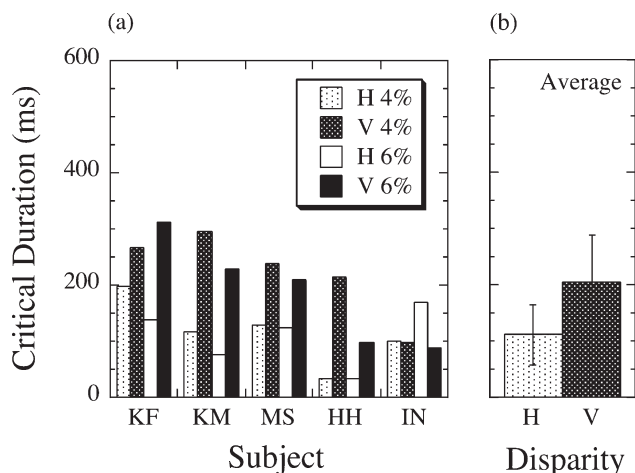 (a)
(b)
Critical Duration (ms)
600
400
200
0
H 4%
V 4%
H 6%
V 6%
KF KM MS HH IN
Subject
Average
H V
Disparity